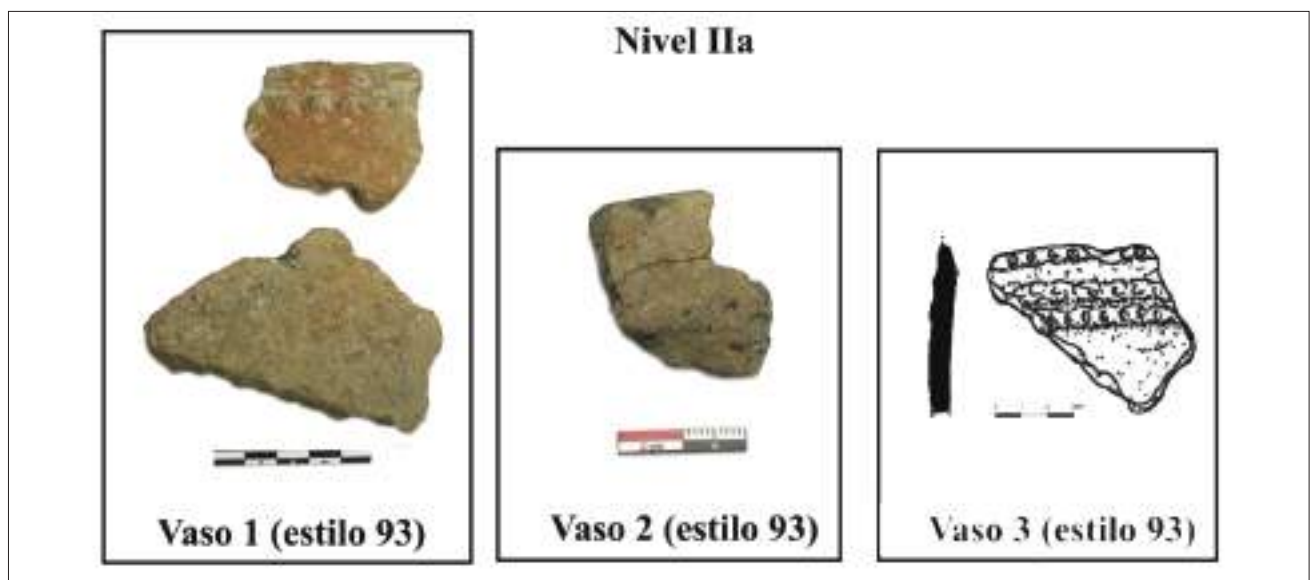 Nivel IIa
Vaso 1 (estilo 93)
Vaso 2 (estilo 93)
Vaso 3 (estilo 93)